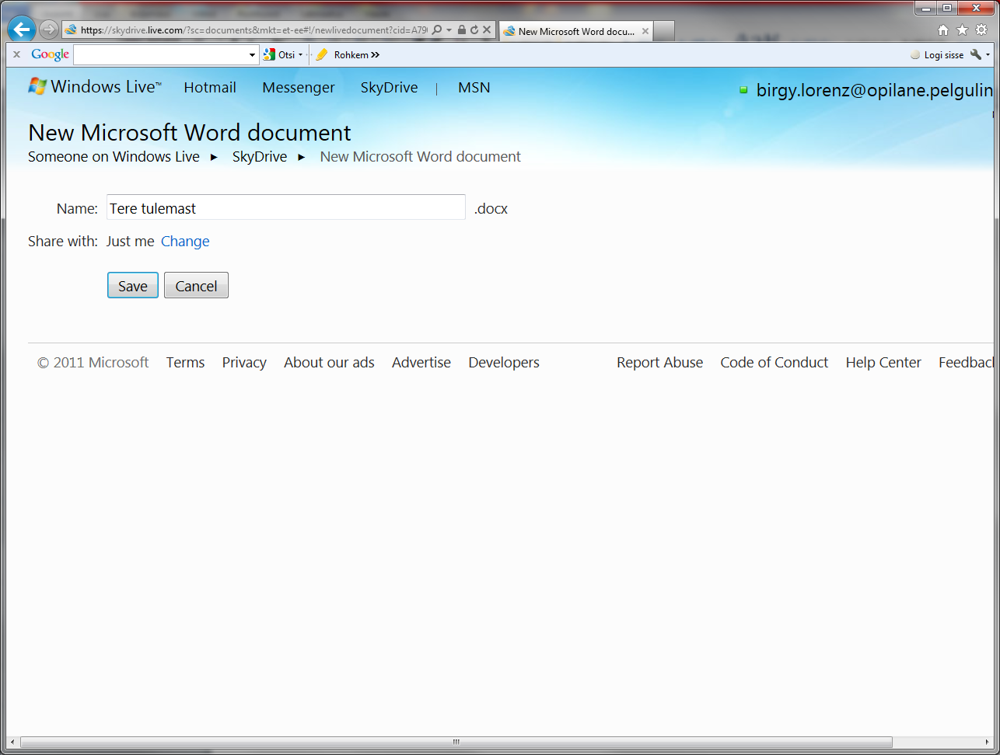 https://skydrive.live.com/?sc=documents&mkt=et-ee#!/newlivedocument?cid=A79
New Microsoft Word docu...
Google
Otsi
Rohkem
Logi sisse
Windows Live™ Hotmail Messenger SkyDrive | MSN
birgy.lorenz@opilane.pelgulin
New Microsoft Word document
Someone on Windows Live ► SkyDrive ► New Microsoft Word document
Name: Tere tulemast .docx
Share with: Just me Change
Save Cancel
© 2011 Microsoft Terms Privacy About our ads Advertise Developers Report Abuse Code of Conduct Help Center Feedback